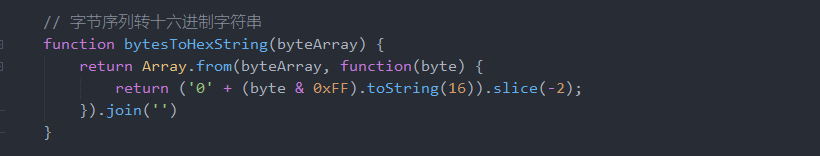 // 字节序列转十六进制字符串
function bytesToHexString(byteArray) {
    return Array.from(byteArray, function(byte) {
        return ('0' + (byte & 0xFF).toString(16)).slice(-2);
    }).join('')
}